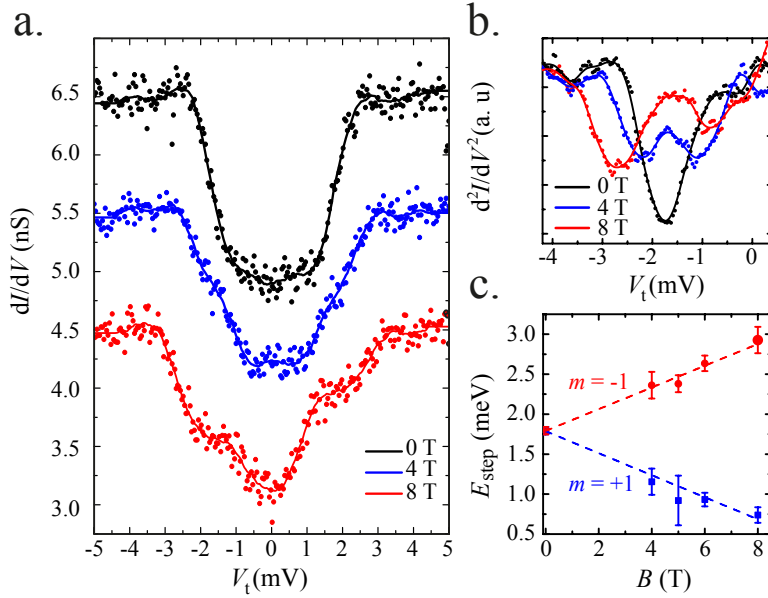 a.
dI/dV (nS)
6.5
6.0
5.5
5.0
4.5
4.0
3.5
3.0
0 T
4 T
8 T
-5 -4 -3 -2 -1 0 1 2 3 4 5
Vt(mV)
b.
d²I/dV² (a. u)
0 T
4 T
8 T
-4 -3 -2 -1 0
Vt(mV)
c.
Estep (meV)
3.0
2.5
2.0
1.5
1.0
0.5
m = -1
m = +1
0 2 4 6 8
B (T)